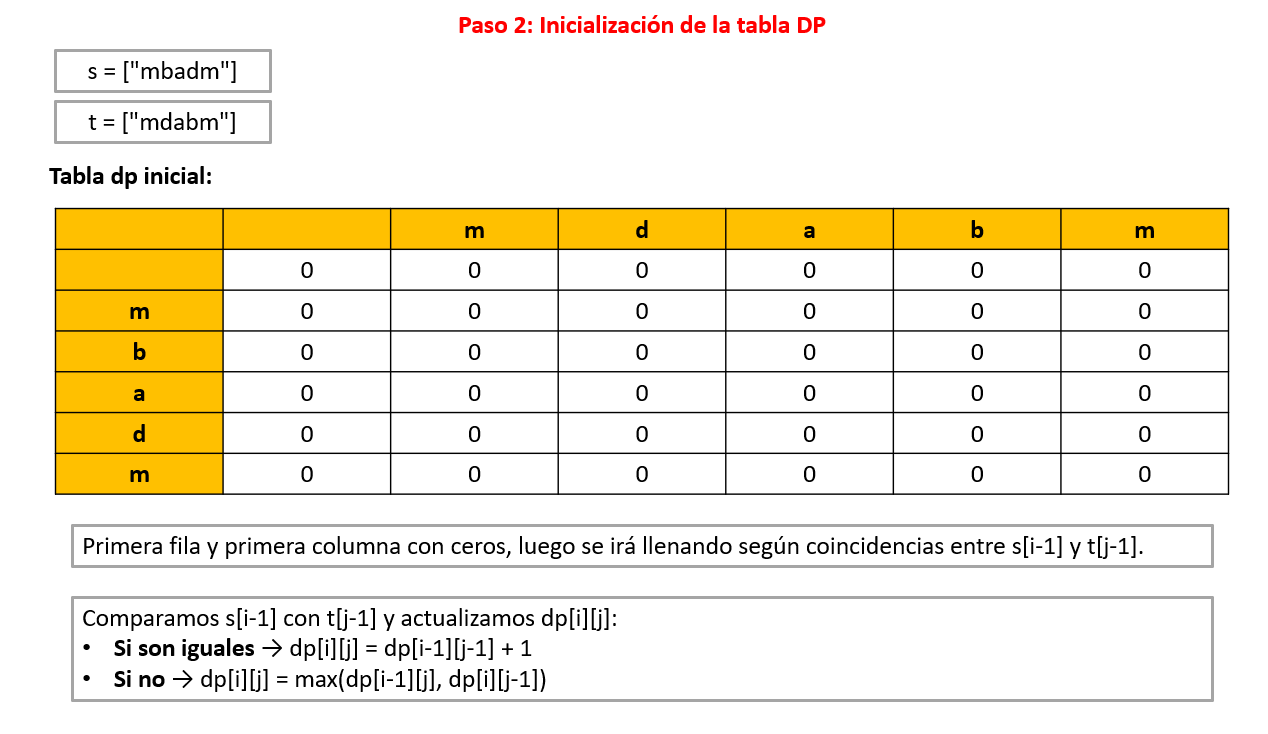 Paso 2: Inicialización de la tabla DP
s = ["mbadm"]
t = ["mdabm"]
Tabla dp inicial:
m d a b m
0 0 0 0 0 0
m 0 0 0 0 0 0
b 0 0 0 0 0 0
a 0 0 0 0 0 0
d 0 0 0 0 0 0
m 0 0 0 0 0 0
Primera fila y primera columna con ceros, luego se irá llenando según coincidencias entre s[i-1] y t[j-1].
Comparamos s[i-1] con t[j-1] y actualizamos dp[i][j]:
• Si son iguales → dp[i][j] = dp[i-1][j-1] + 1
• Si no → dp[i][j] = max(dp[i-1][j], dp[i][j-1])